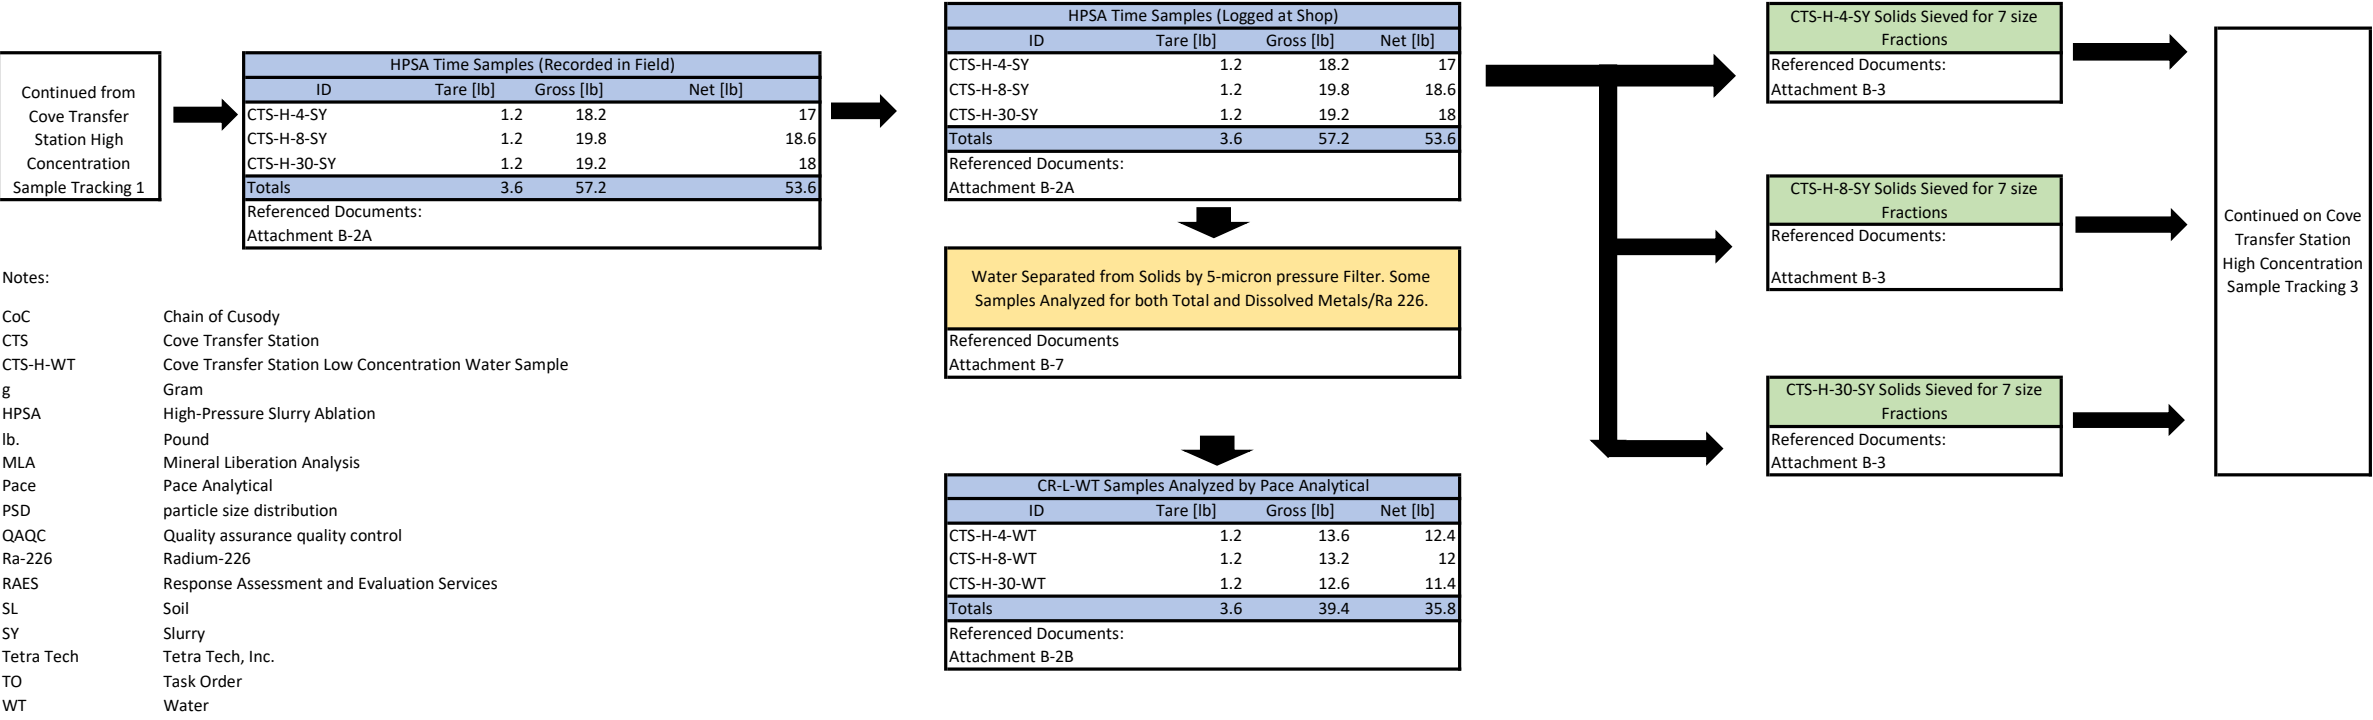 Continued from
Cove Transfer
Station High
Concentration
Sample Tracking 1
HPSA Time Samples (Recorded in Field)
ID Tare [lb] Gross [lb] Net [lb]
CTS-H-4-SY 1.2 18.2 17
CTS-H-8-SY 1.2 19.8 18.6
CTS-H-30-SY 1.2 19.2 18
Totals 3.6 57.2 53.6
Referenced Documents:
Attachment B-2A
HPSA Time Samples (Logged at Shop)
ID Tare [lb] Gross [lb] Net [lb]
CTS-H-4-SY 1.2 18.2 17
CTS-H-8-SY 1.2 19.8 18.6
CTS-H-30-SY 1.2 19.2 18
Totals 3.6 57.2 53.6
Referenced Documents:
Attachment B-2A
Water Separated from Solids by 5-micron pressure Filter. Some
Samples Analyzed for both Total and Dissolved Metals/Ra 226.
Referenced Documents
Attachment B-7
CR-L-WT Samples Analyzed by Pace Analytical
ID Tare [lb] Gross [lb] Net [lb]
CTS-H-4-WT 1.2 13.6 12.4
CTS-H-8-WT 1.2 13.2 12
CTS-H-30-WT 1.2 12.6 11.4
Totals 3.6 39.4 35.8
Referenced Documents:
Attachment B-2B
CTS-H-4-SY Solids Sieved for 7 size
Fractions
Referenced Documents:
Attachment B-3
CTS-H-8-SY Solids Sieved for 7 size
Fractions
Referenced Documents:
Attachment B-3
CTS-H-30-SY Solids Sieved for 7 size
Fractions
Referenced Documents:
Attachment B-3
Continued on Cove
Transfer Station
High Concentration
Sample Tracking 3
Notes:
CoC Chain of Cusody
CTS Cove Transfer Station
CTS-H-WT Cove Transfer Station Low Concentration Water Sample
g Gram
HPSA High-Pressure Slurry Ablation
lb. Pound
MLA Mineral Liberation Analysis
Pace Pace Analytical
PSD particle size distribution
QAQC Quality assurance quality control
Ra-226 Radium-226
RAES Response Assessment and Evaluation Services
SL Soil
SY Slurry
Tetra Tech Tetra Tech, Inc.
TO Task Order
WT Water